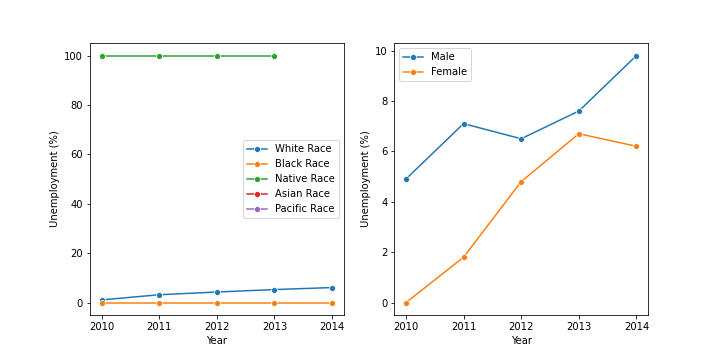 100
80
60
40
20
0
Unemployment (%)
2010 2011 2012 2013 2014
Year
White Race
Black Race
Native Race
Asian Race
Pacific Race
10
8
6
4
2
0
Unemployment (%)
2010 2011 2012 2013 2014
Year
Male
Female